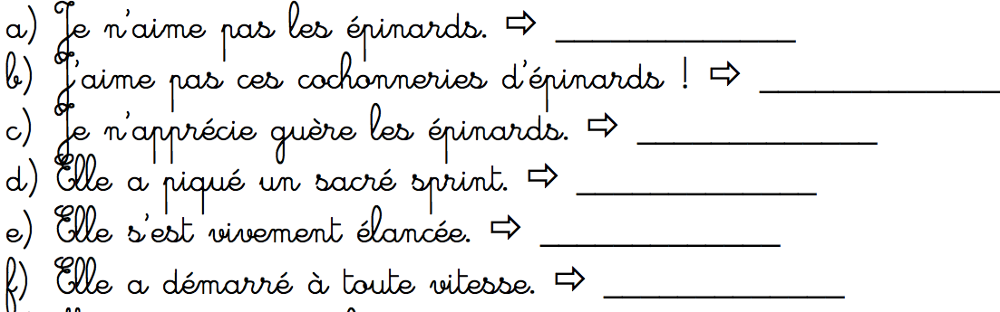 a) Je n'aime pas les épinards. ⇨ ______________
b) J'aime pas ces cochonneries d'épinards ! ⇨ ______________
c) Je n'apprécie guère les épinards. ⇨ ______________
d) Elle a piqué un sacré sprint. ⇨ ______________
e) Elle s'est vivement élancée. ⇨ ______________
f) Elle a démarré à toute vitesse. ⇨ ______________